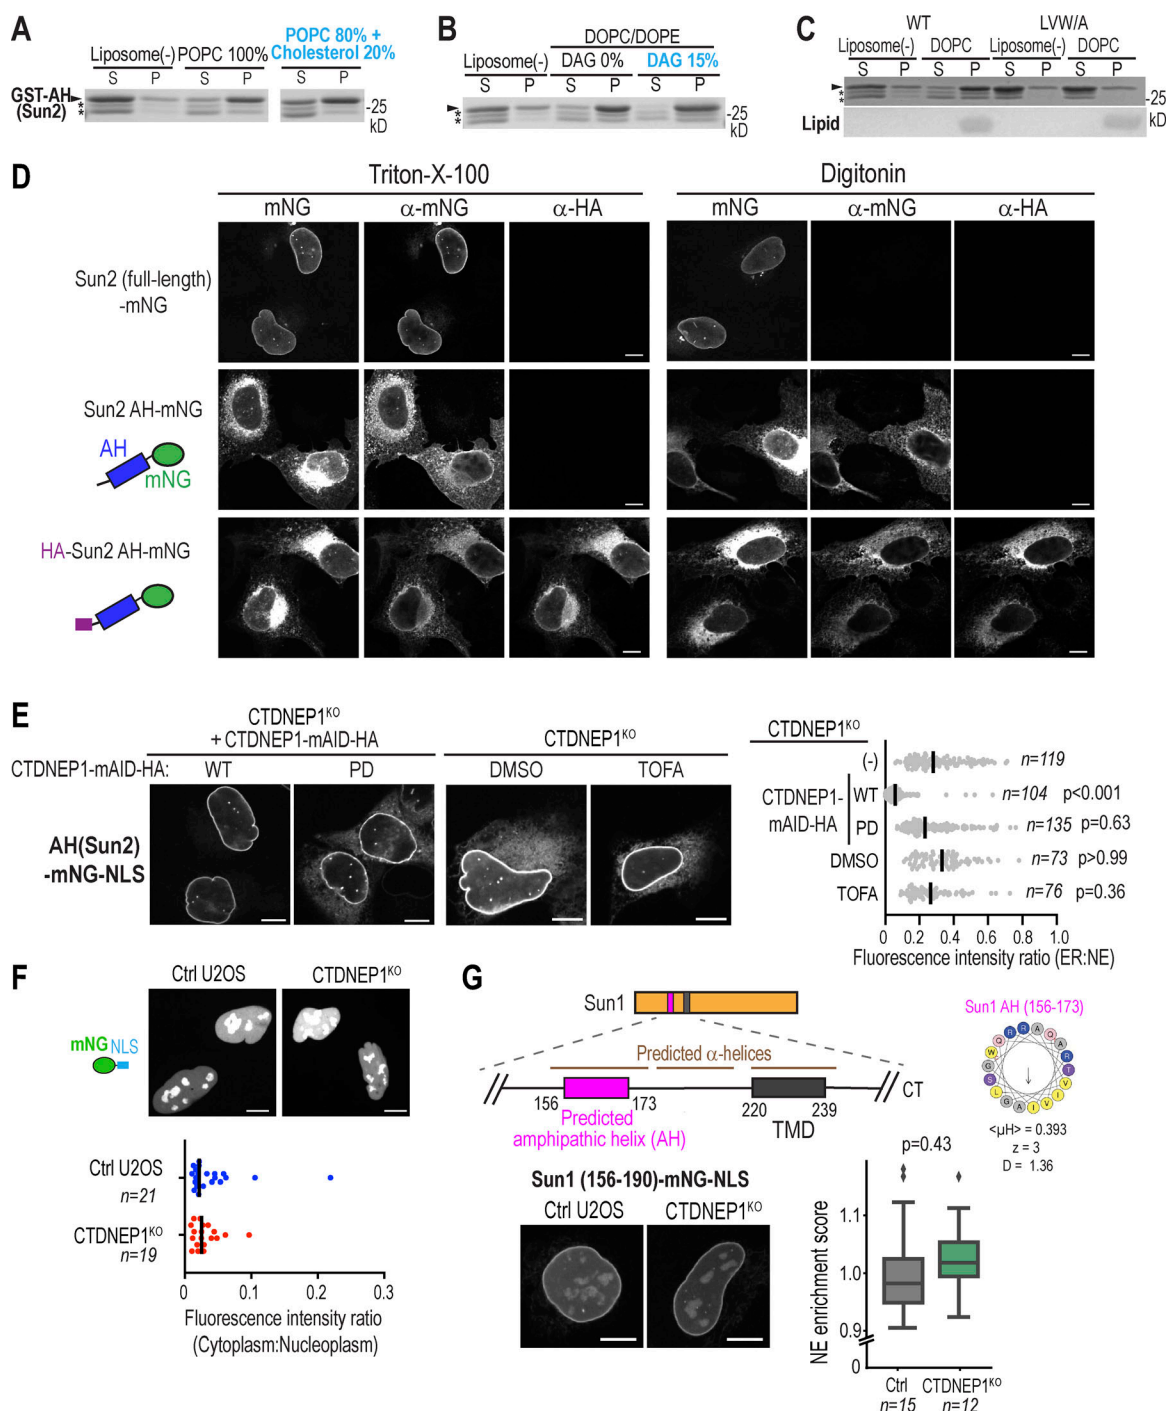 A
Liposome(-) POPC 100% POPC 80% + Cholesterol 20%
S P S P S P
GST-AH (Sun2)
*
*
-25
kD
B
DOPC/DOPE
Liposome(-) DAG 0% DAG 15%
S P S P S P
*
*
-25
kD
C
WT LVW/A
Liposome(-) DOPC Liposome(-) DOPC
S P S P S P S P
*
*
-25
kD
Lipid
D
Triton-X-100 Digitonin
mNG α-mNG α-HA mNG α-mNG α-HA
Sun2 (full-length)
-mNG
Sun2 AH-mNG
AH
mNG
HA-Sun2 AH-mNG
E
CTDNEP1KO
+ CTDNEP1-mAID-HA
CTDNEP1KO
CTDNEP1-mAID-HA: WT PD DMSO TOFA
AH(Sun2)
-mNG-NLS
CTDNEP1KO
(-) n=119
CTDNEP1-
mAID-HA
WT n=104 p<0.001
PD n=135 p=0.63
DMSO n=73 p>0.99
TOFA n=76 p=0.36
0 0.2 0.4 0.6 0.8 1.0
Fluorescence intensity ratio (ER:NE)
F
Ctrl U2OS CTDNEP1KO
mNG NLS
Ctrl U2OS
n=21
CTDNEP1KO
n=19
0 0.1 0.2 0.3
Fluorescence intensity ratio
(Cytoplasm:Nucleoplasm)
G
Sun1
Predicted α-helices
CT
156 173 220 239
Predicted
amphipathic helix (AH)
TMD
Sun1 AH (156-173)
Q R R A Q A R T V I V I A G L S G W
<μH> = 0.393
z = 3
D = 1.36
Sun1 (156-190)-mNG-NLS
Ctrl U2OS CTDNEP1KO
p=0.43
NE enrichment score
1.1
1.0
0.9
0
Ctrl
n=15
CTDNEP1KO
n=12